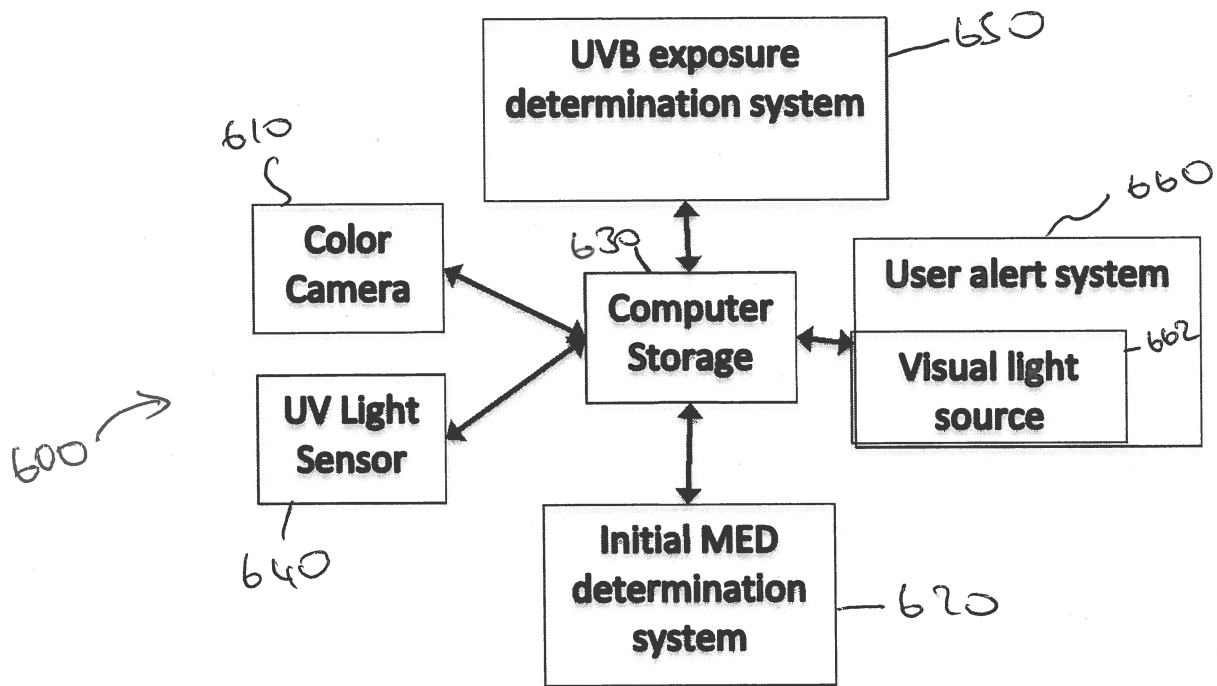 UVB exposure
determination system
650
610
Color
Camera
630
Computer
Storage
660
User alert system
662
Visual light
source
600
UV Light
Sensor
640
Initial MED
determination
system
620